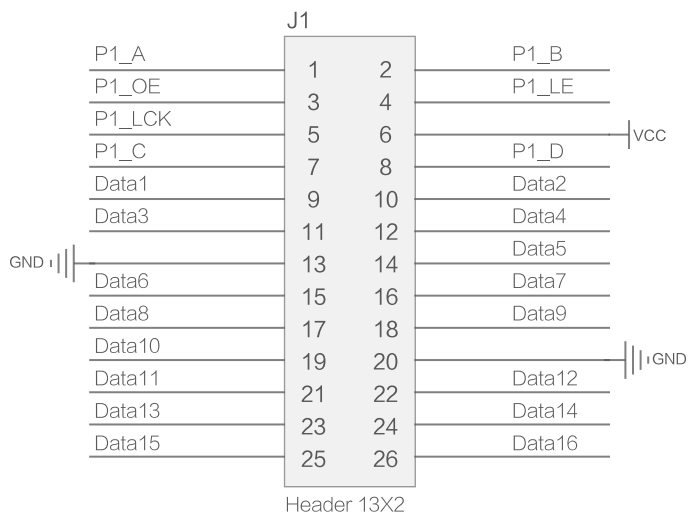 J1
P1_A 1 2 P1_B
P1_OE 3 4 P1_LE
P1_LCK 5 6 VCC
P1_C 7 8 P1_D
Data1 9 10 Data2
Data3 11 12 Data4
GND 13 14 Data5
Data6 15 16 Data7
Data8 17 18 Data9
Data10 19 20 GND
Data11 21 22 Data12
Data13 23 24 Data14
Data15 25 26 Data16
Header 13X2